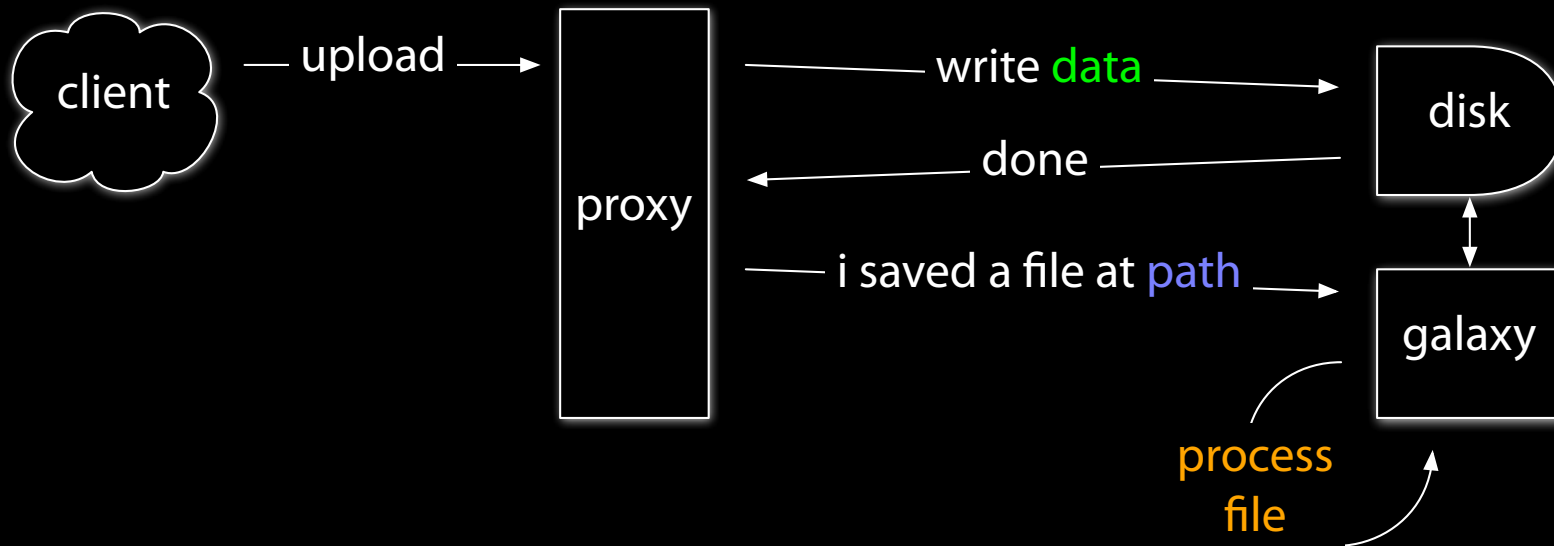 client
upload
proxy
write data
done
i saved a file at path
disk
galaxy
process
file